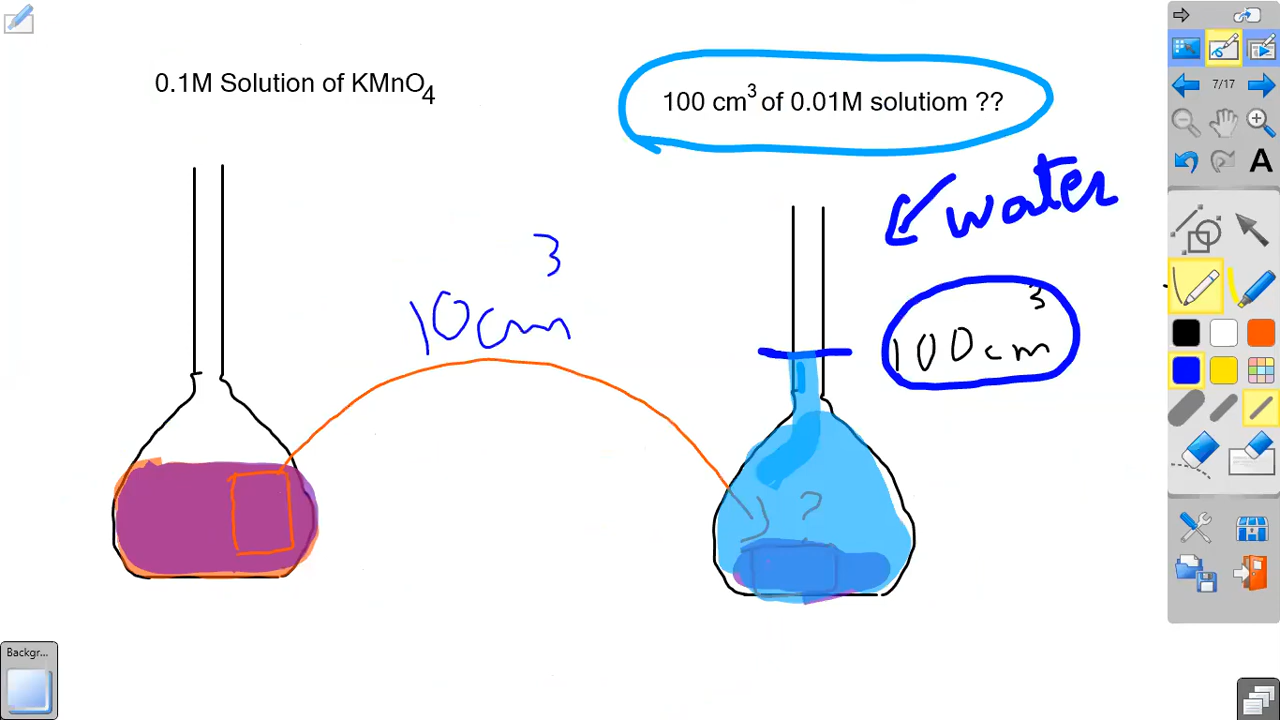 0.1M Solution of KMnO4
100 cm3 of 0.01M solutiom ??
water
10cm3
100cm3
?
7/17
A
Backgr...